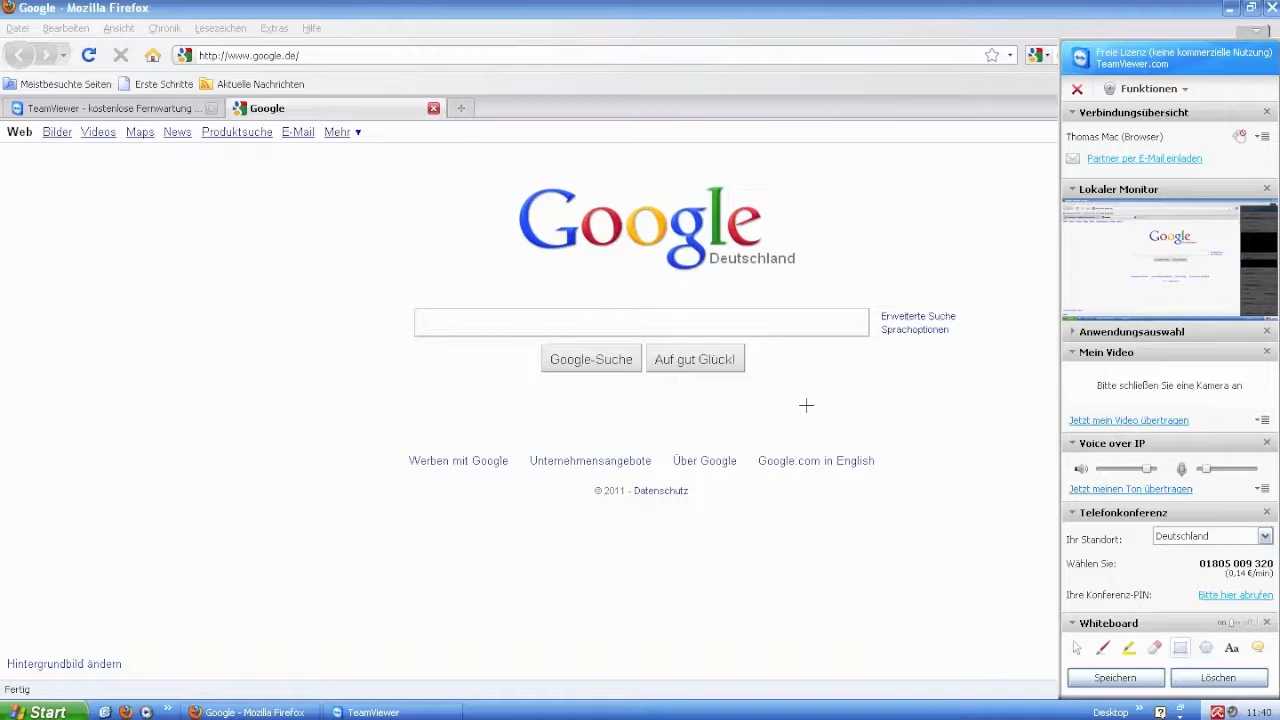 Google - Mozilla Firefox
Datei Bearbeiten Ansicht Chronik Lesezeichen Extras Hilfe
http://www.google.de/
Meistbesuchte Seiten Erste Schritte Aktuelle Nachrichten
TeamViewer - kostenlose Fernwartung ... Google
Web Bilder Videos Maps News Produktsuche E-Mail Mehr ▼
Google
Deutschland
Erweiterte Suche
Sprachoptionen
Google-Suche Auf gut Glück!
Werben mit Google Unternehmensangebote Über Google Google.com in English
© 2011 - Datenschutz
Hintergrundbild ändern
Fertig
Freie Lizenz (keine kommerzielle Nutzung)
TeamViewer.com
Funktionen
Verbindungsübersicht
Thomas Mac (Browser)
Partner per E-Mail einladen
Lokaler Monitor
Google
Anwendungsauswahl
Mein Video
Bitte schließen Sie eine Kamera an
Jetzt mein Video übertragen
Voice over IP
Jetzt meinen Ton übertragen
Telefonkonferenz
Ihr Standort: Deutschland
Wählen Sie: 01805 009 320
(0,14 €/min)
Ihre Konferenz-PIN: Bitte hier abrufen
Whiteboard on off
Aa
Speichern Löschen
Start Google - Mozilla Firefox TeamViewer Desktop 11:40